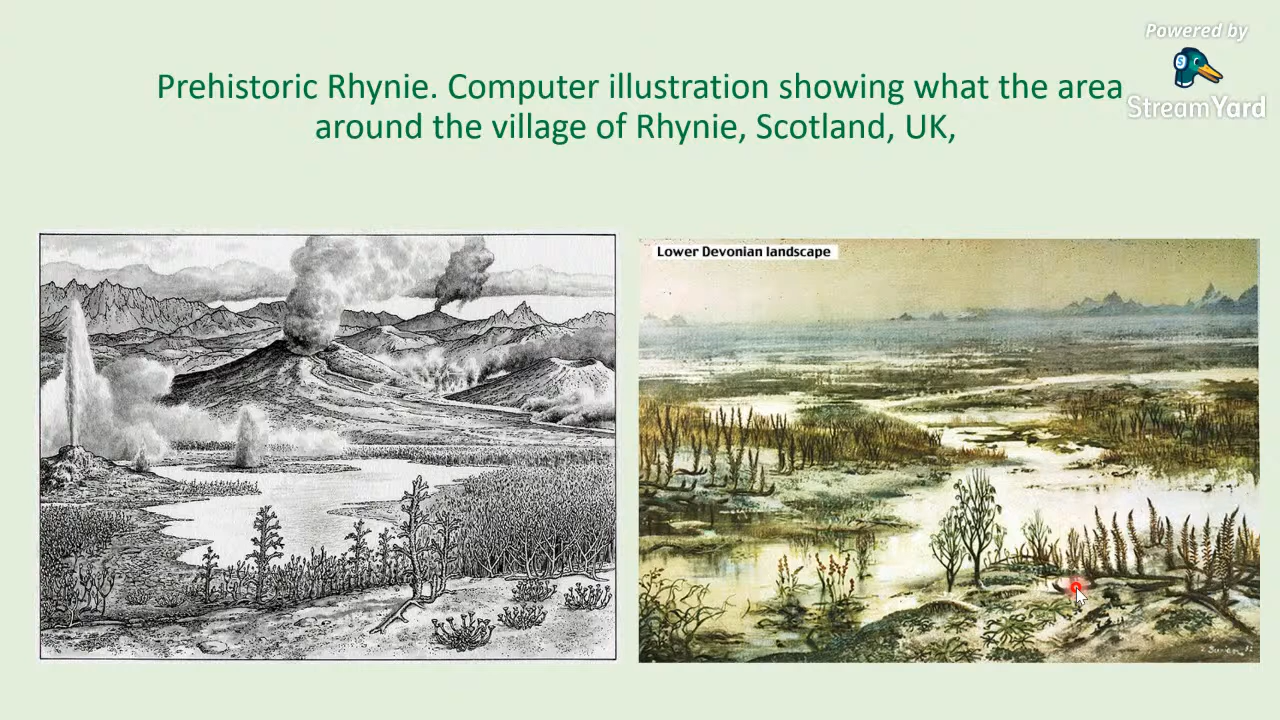 Powered by
StreamYard
Prehistoric Rhynie. Computer illustration showing what the area
around the village of Rhynie, Scotland, UK,
Lower Devonian landscape